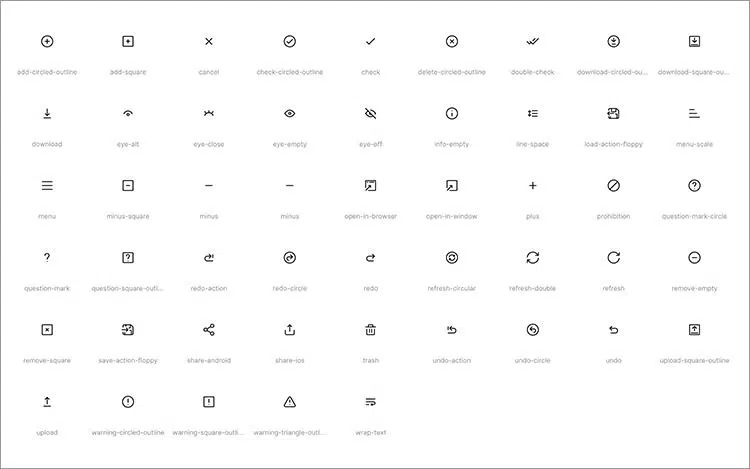 add-circled-outline
add-square
cancel
check-circled-outline
check
delete-circled-outline
double-check
download-circled-ou...
download-square-ou...
download
eye-alt
eye-close
eye-empty
eye-off
info-empty
line-space
load-action-floppy
menu-scale
menu
minus-square
minus
minus
open-in-browser
open-in-window
plus
prohibition
question-mark-circle
question-mark
question-square-outli...
redo-action
redo-circle
redo
refresh-circular
refresh-double
refresh
remove-empty
remove-square
save-action-floppy
share-android
share-ios
trash
undo-action
undo-circle
undo
upload-square-outline
upload
warning-circled-outline
warning-square-outli...
warning-triangle-outl...
wrap-text